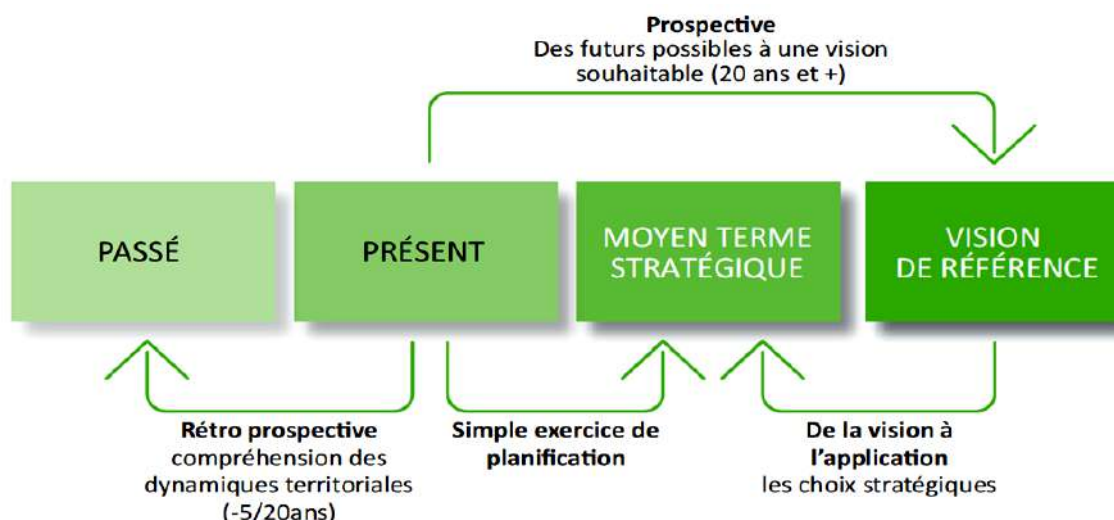 Prospective
Des futurs possibles à une vision
souhaitable (20 ans et +)
PASSÉ
PRÉSENT
MOYEN TERME
STRATÉGIQUE
VISION
DE RÉFÉRENCE
Rétro prospective
compréhension des
dynamiques territoriales
(-5/20ans)
Simple exercice de
planification
De la vision à
l'application
les choix stratégiques